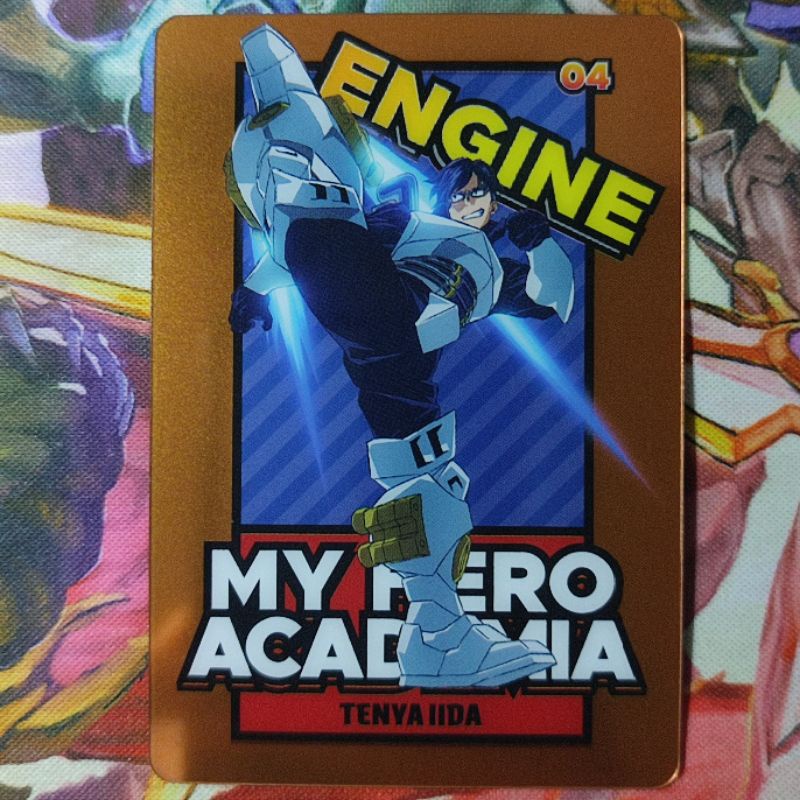 04
ENGINE
MY HERO
ACADEMIA
TENYA IIDA